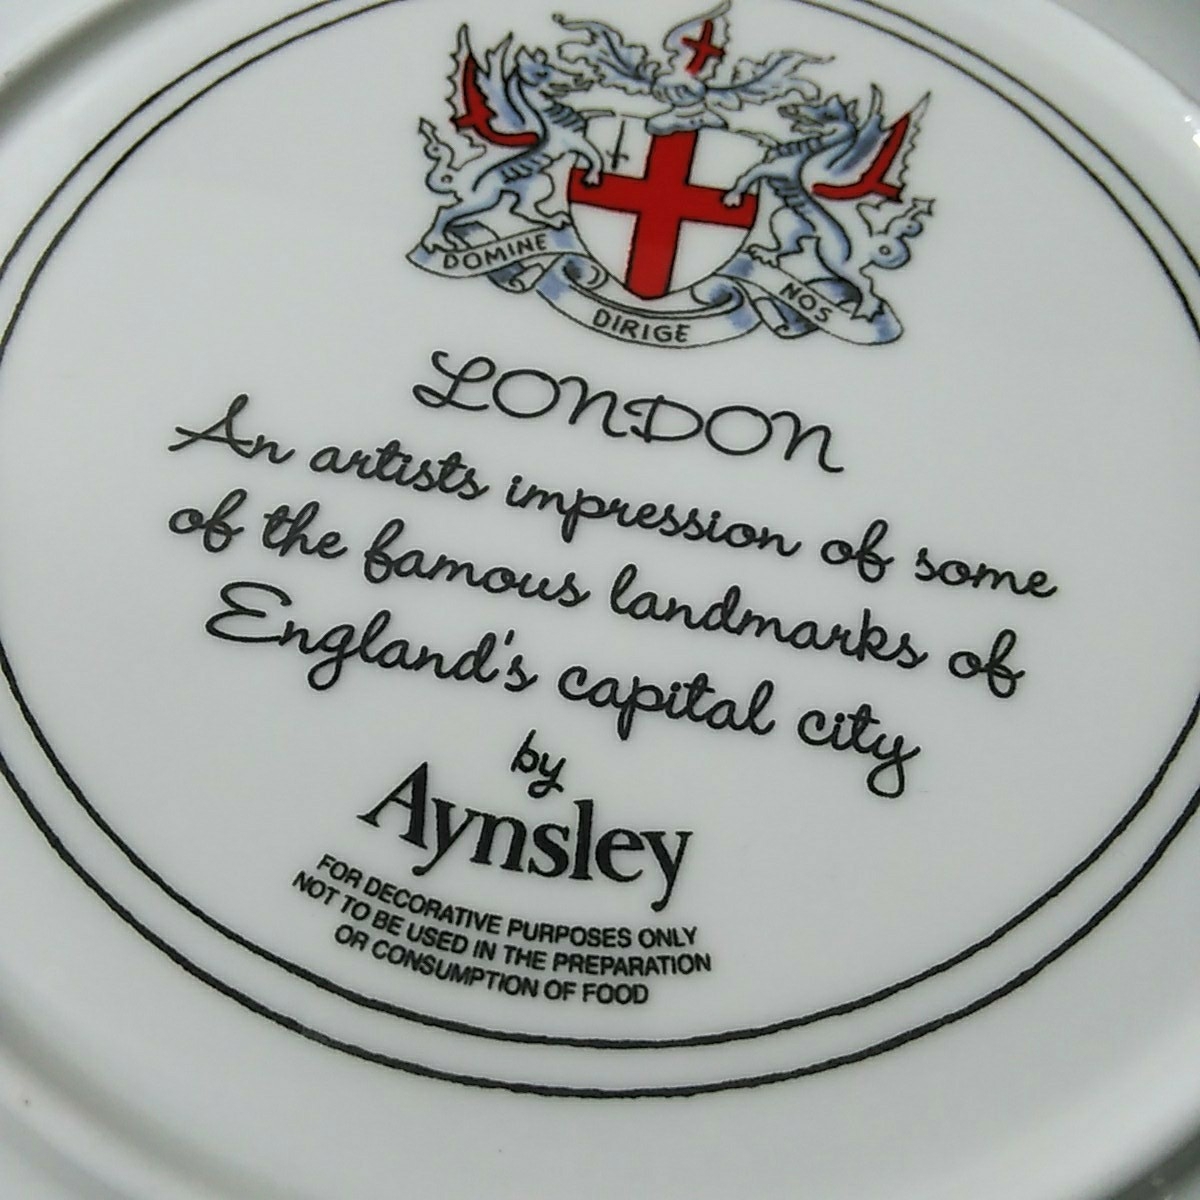 DOMINE DIRIGE NOS
LONDON
An artists impression of some
of the famous landmarks of
England's capital city
by
Aynsley
FOR DECORATIVE PURPOSES ONLY
NOT TO BE USED IN THE PREPARATION
OR CONSUMPTION OF FOOD